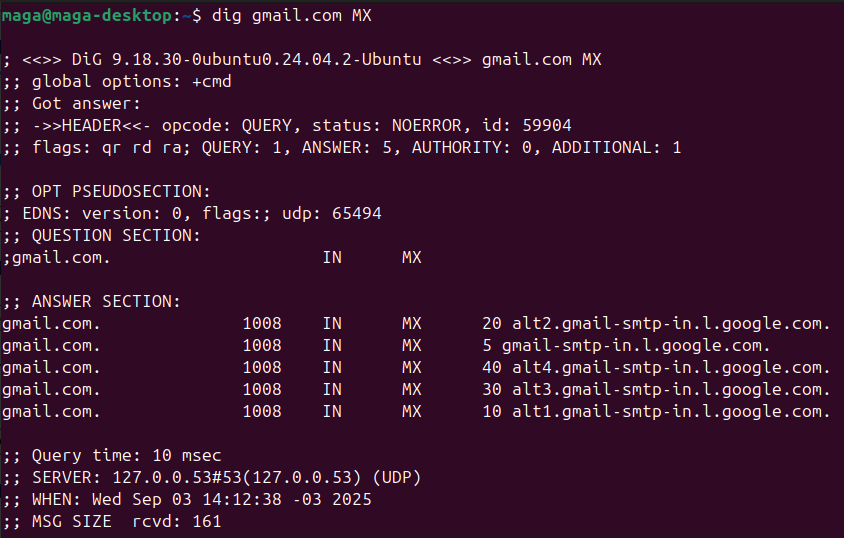 maga@maga-desktop:~$ dig gmail.com MX

; <<>> DiG 9.18.30-0ubuntu0.24.04.2-Ubuntu <<>> gmail.com MX
;; global options: +cmd
;; Got answer:
;; ->>HEADER<<- opcode: QUERY, status: NOERROR, id: 59904
;; flags: qr rd ra; QUERY: 1, ANSWER: 5, AUTHORITY: 0, ADDITIONAL: 1

;; OPT PSEUDOSECTION:
; EDNS: version: 0, flags:; udp: 65494
;; QUESTION SECTION:
;gmail.com.			IN	MX

;; ANSWER SECTION:
gmail.com.		1008	IN	MX	20 alt2.gmail-smtp-in.l.google.com.
gmail.com.		1008	IN	MX	5 gmail-smtp-in.l.google.com.
gmail.com.		1008	IN	MX	40 alt4.gmail-smtp-in.l.google.com.
gmail.com.		1008	IN	MX	30 alt3.gmail-smtp-in.l.google.com.
gmail.com.		1008	IN	MX	10 alt1.gmail-smtp-in.l.google.com.

;; Query time: 10 msec
;; SERVER: 127.0.0.53#53(127.0.0.53) (UDP)
;; WHEN: Wed Sep 03 14:12:38 -03 2025
;; MSG SIZE  rcvd: 161